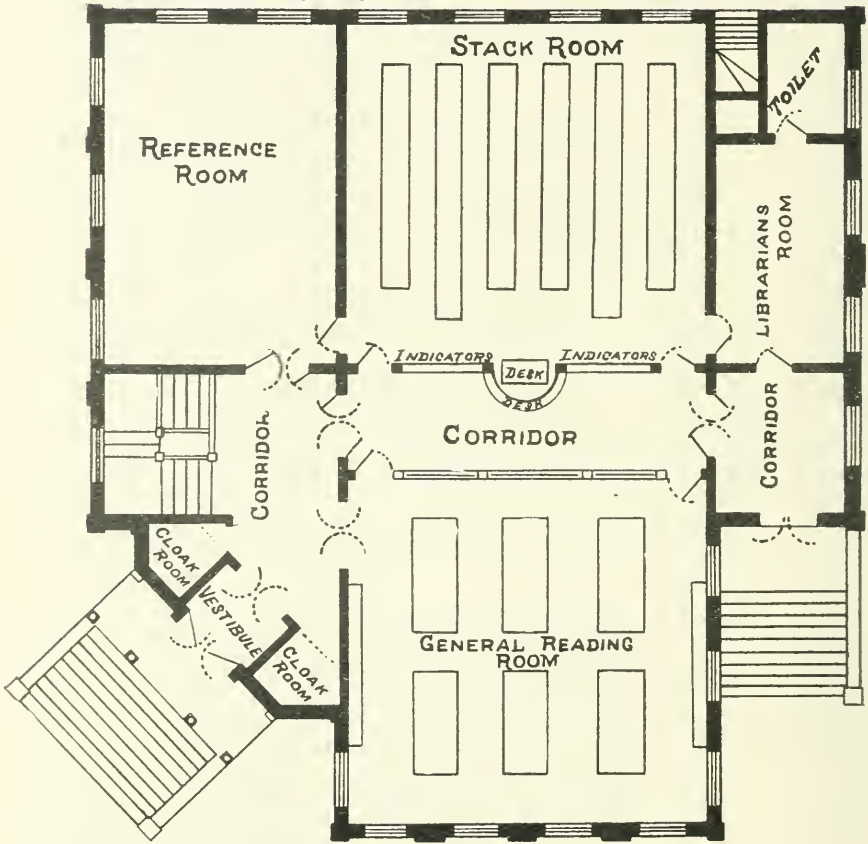 STACK ROOM
TOILET
REFERENCE
ROOM
LIBRARIANS
ROOM
INDICATORS
DESK
INDICATORS
DESK
CORRIDOR
CORRIDOR
CORRIDOR
CLOAK
ROOM
VESTIBULE
CLOAK
ROOM
GENERAL READING
ROOM